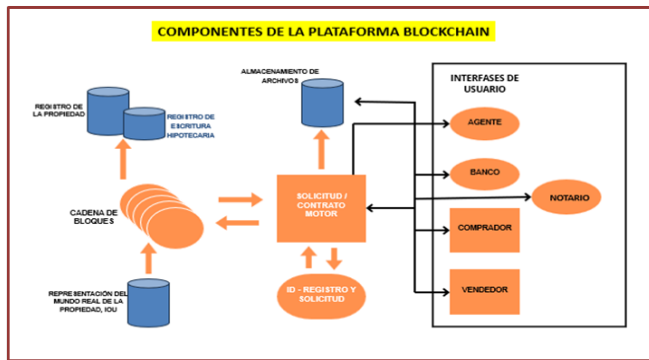 COMPONENTES DE LA PLATAFORMA BLOCKCHAIN
REGISTRO DE
LA PROPIEDAD
REGISTRO DE
ESCRITURA
HIPOTECARIA
ALMACENAMIENTO DE
ARCHIVOS
INTERFASES DE
USUARIO
AGENTE
BANCO
NOTARIO
COMPRADOR
VENDEDOR
CADENA DE
BLOQUES
SOLICITUD /
CONTRATO
MOTOR
ID - REGISTRO Y
SOLICITUD
REPRESENTACIÓN DEL
MUNDO REAL DE LA
PROPIEDAD, IOU